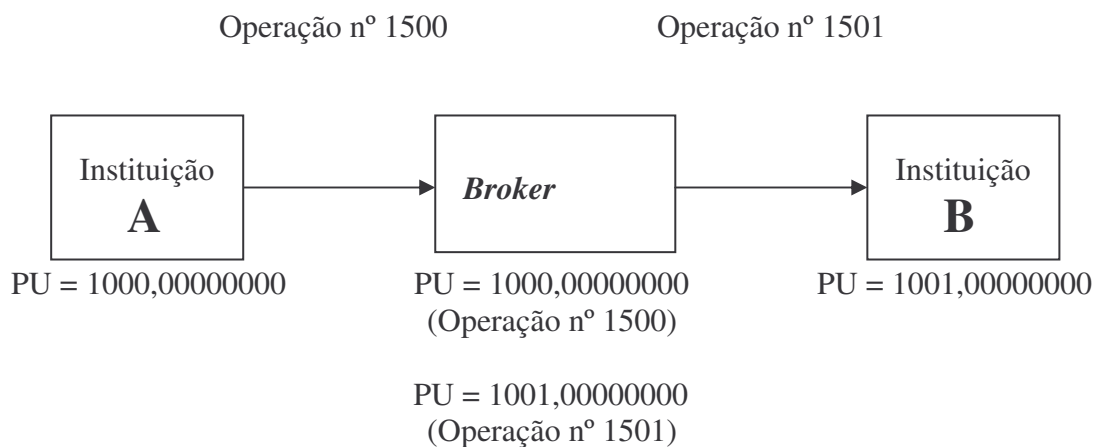 Operação nº 1500
Operação nº 1501
Instituição
A
Broker
Instituição
B
PU = 1000,00000000
PU = 1000,00000000
(Operação nº 1500)
PU = 1001,00000000
PU = 1001,00000000
(Operação nº 1501)